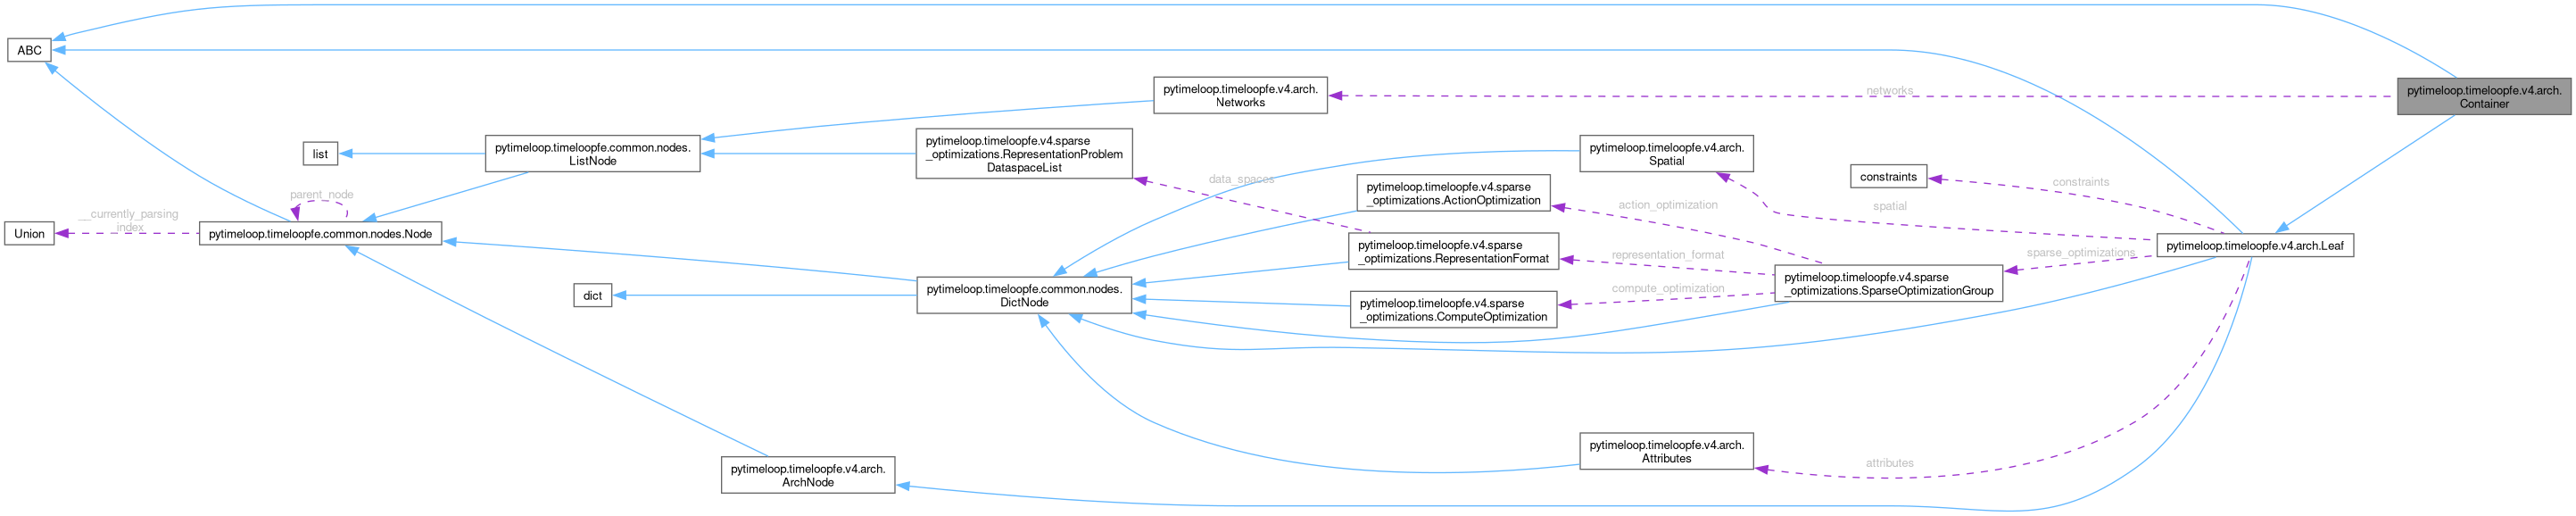 ABC
pytimeloop.timeloopfe.v4.arch.
Container
networks
pytimeloop.timeloopfe.v4.arch.
Networks
list
pytimeloop.timeloopfe.common.nodes.
ListNode
pytimeloop.timeloopfe.v4.sparse
_optimizations.RepresentationProblem
DataspaceList
pytimeloop.timeloopfe.v4.arch.
Spatial
constraints
constraints
data_spaces
pytimeloop.timeloopfe.v4.sparse
_optimizations.ActionOptimization
action_optimization
spatial
parent_node
__currently_parsing
_index
Union
pytimeloop.timeloopfe.common.nodes.Node
pytimeloop.timeloopfe.v4.sparse
_optimizations.RepresentationFormat
representation_format
sparse_optimizations
pytimeloop.timeloopfe.v4.arch.Leaf
dict
pytimeloop.timeloopfe.common.nodes.
DictNode
pytimeloop.timeloopfe.v4.sparse
_optimizations.ComputeOptimization
compute_optimization
pytimeloop.timeloopfe.v4.sparse
_optimizations.SparseOptimizationGroup
pytimeloop.timeloopfe.v4.arch.
ArchNode
pytimeloop.timeloopfe.v4.arch.
Attributes
attributes